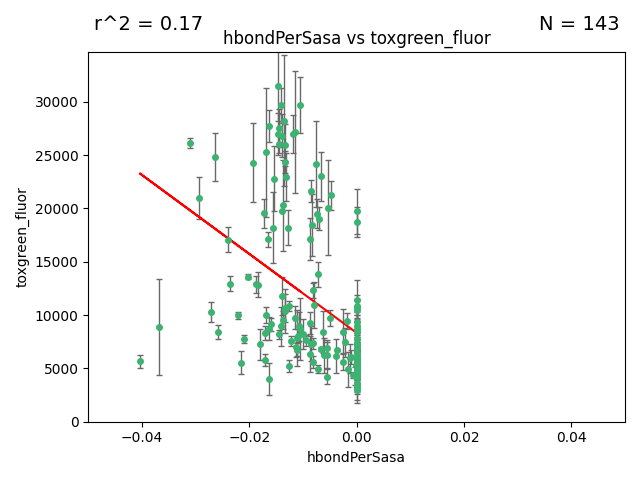 r^2 = 0.17
N = 143
hbondPerSasa vs toxgreen_fluor
30000
25000
20000
15000
10000
5000
0
toxgreen_fluor
−0.04
−0.02
0.00
0.02
0.04
hbondPerSasa